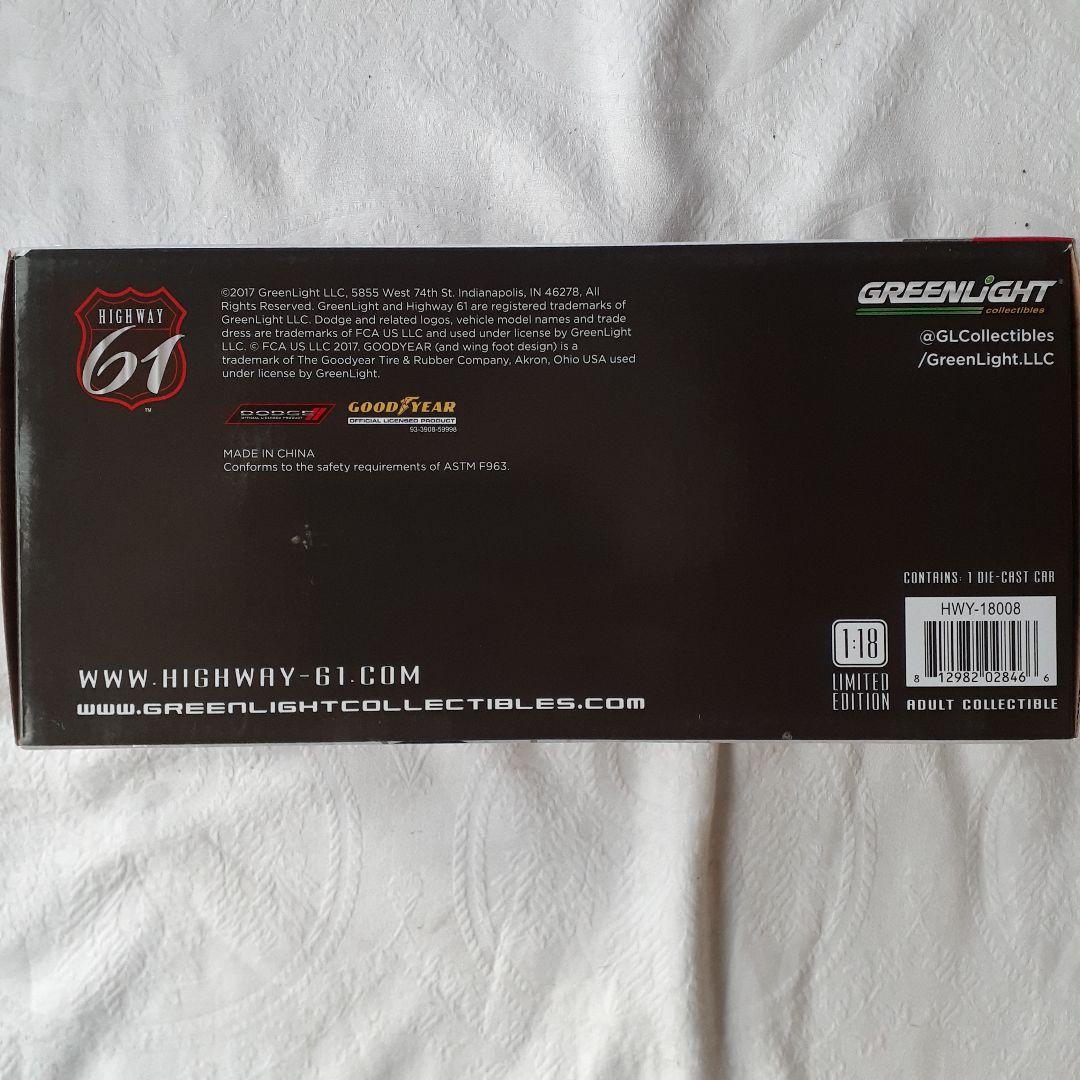 HIGHWAY
61
™
©2017 GreenLight LLC, 5855 West 74th St. Indianapolis, IN 46278, All
Rights Reserved. GreenLight and Highway 61 are registered trademarks of
GreenLight LLC. Dodge and related logos, vehicle model names and trade
dress are trademarks of FCA US LLC and used under license by GreenLight
LLC. © FCA US LLC 2017. GOODYEAR (and wing foot design) is a
trademark of The Goodyear Tire & Rubber Company, Akron, Ohio USA used
under license by GreenLight.
DODGE
OFFICIAL LICENSED PRODUCT
GOODYEAR
OFFICIAL LICENSED PRODUCT
93-3908-59998
MADE IN CHINA
Conforms to the safety requirements of ASTM F963.
GREENLIGHT
collectibles
@GLCollectibles
/GreenLight.LLC
WWW.HIGHWAY-61.COM
www.GREENLIGHTCOLLECTIBLES.com
1:18
LIMITED
EDITION
CONTAINS: 1 DIE-CAST CAR
HWY-18008
8 12982 02846 6
ADULT COLLECTIBLE